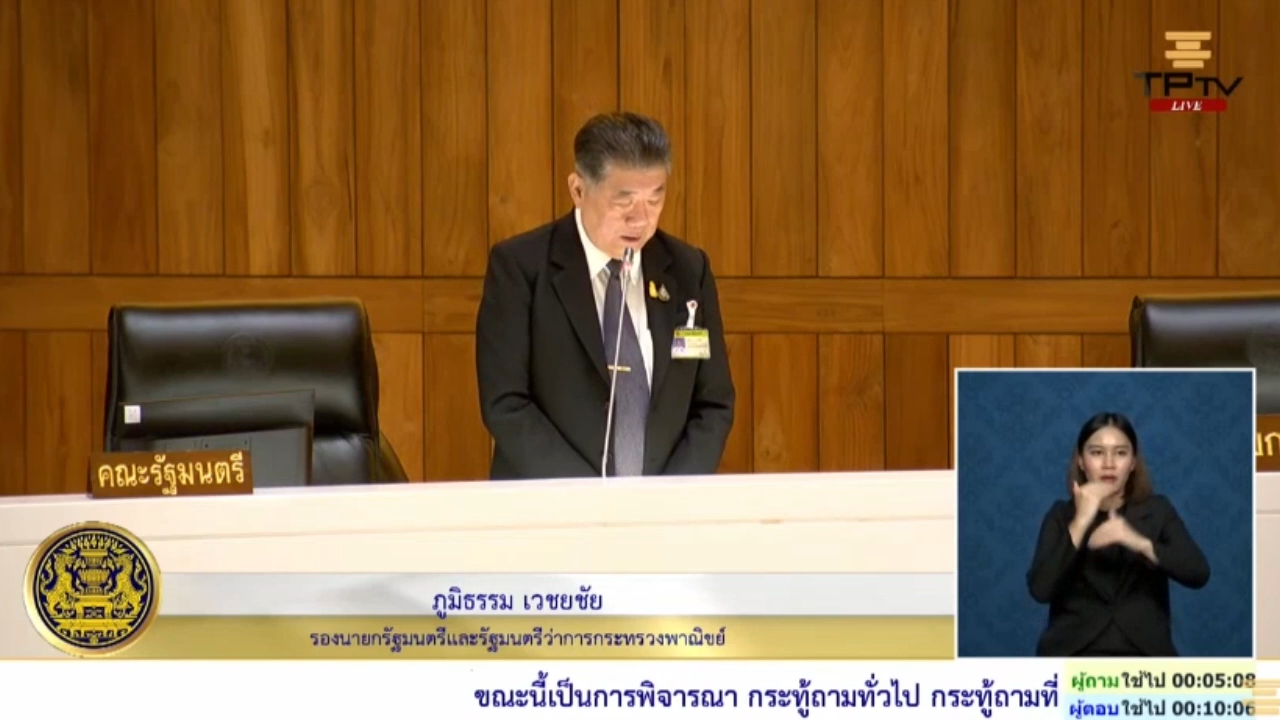 TPTV
LIVE
คณะรัฐมนตรี
ภูมิธรรม เวชยชัย
รองนายกรัฐมนตรีและรัฐมนตรีว่าการกระทรวงพาณิชย์
ขณะนี้เป็นการพิจารณา กระทู้ถามทั่วไป กระทู้ถามที่
ผู้ถาม ใช้ไป 00:05:08
ผู้ตอบ ใช้ไป 00:10:06